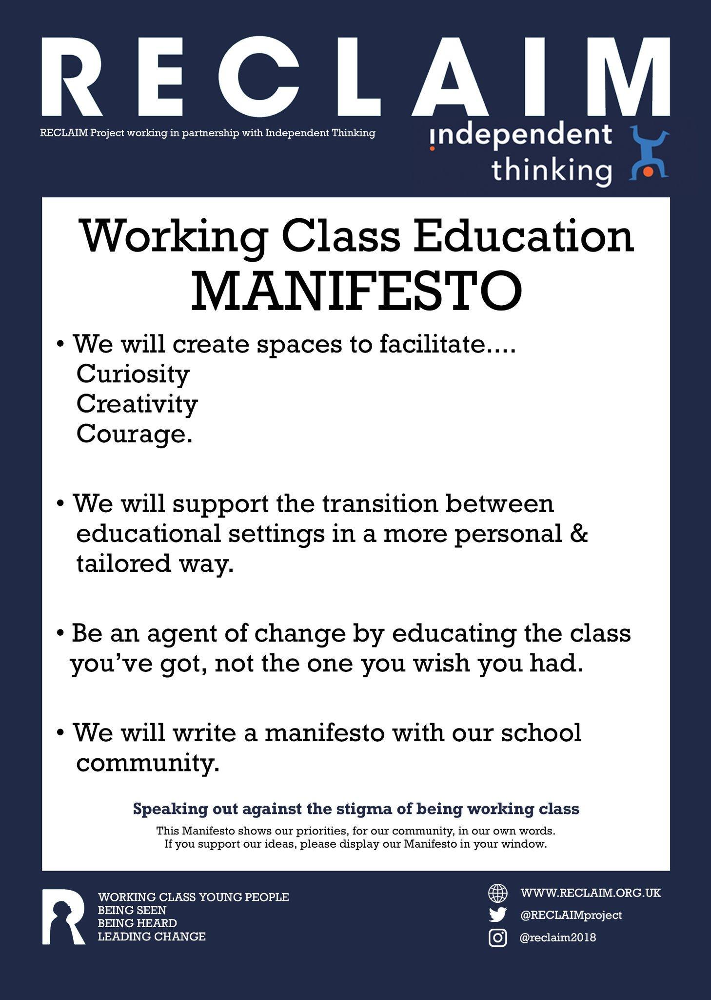 RECLAIM
RECLAIM Project working in partnership with Independent Thinking
independent
thinking
Working Class Education
MANIFESTO
• We will create spaces to facilitate....
Curiosity
Creativity
Courage.
• We will support the transition between
educational settings in a more personal &
tailored way.
• Be an agent of change by educating the class
you've got, not the one you wish you had.
• We will write a manifesto with our school
community.
Speaking out against the stigma of being working class
This Manifesto shows our priorities, for our community, in our own words.
If you support our ideas, please display our Manifesto in your window.
R
WORKING CLASS YOUNG PEOPLE
BEING SEEN
BEING HEARD
LEADING CHANGE
WWW.RECLAIM.ORG.UK
@RECLAIMproject
@reclaim2018